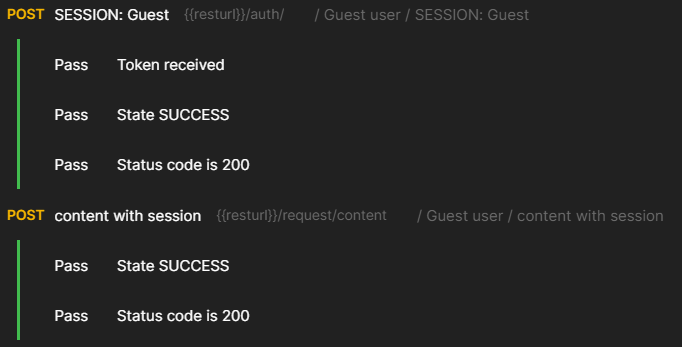 POST SESSION: Guest {{resturl}}/auth/ / Guest user / SESSION: Guest
Pass Token received
Pass State SUCCESS
Pass Status code is 200
POST content with session {{resturl}}/request/content / Guest user / content with session
Pass State SUCCESS
Pass Status code is 200